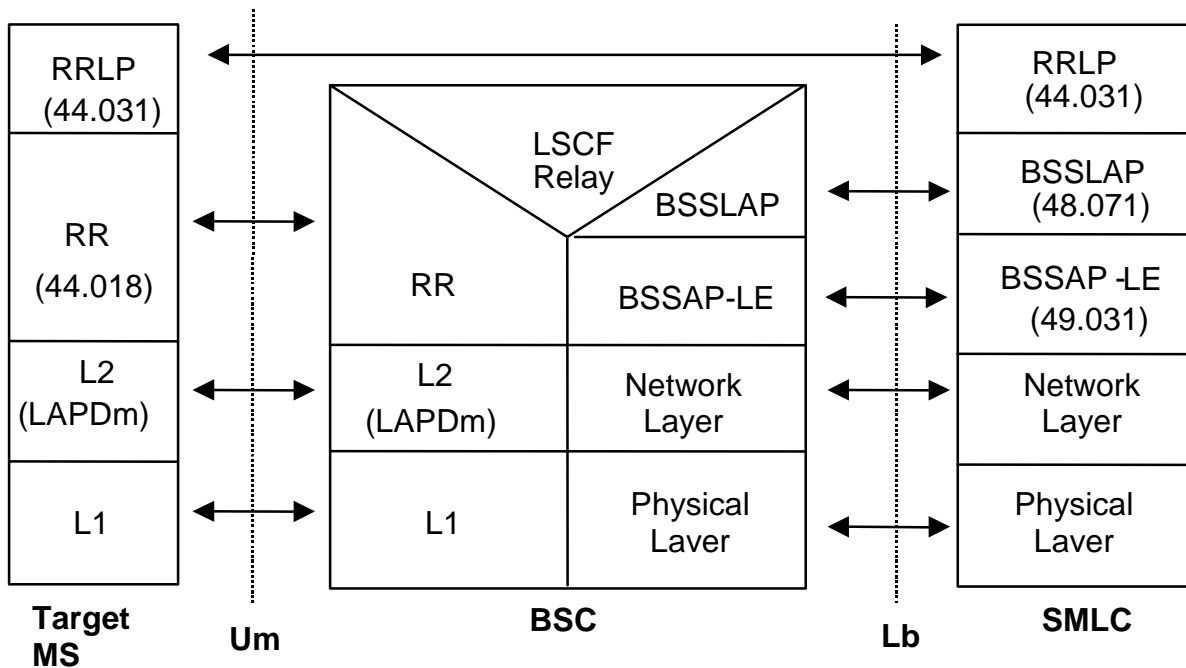 RRLP
(44.031)
RR
(44.018)
L2
(LAPDm)
L1
Target
MS
Um
LSCF
Relay
BSSLAP
RR
BSSAP-LE
L2
(LAPDm)
Network
Layer
L1
Physical
Laver
BSC
Lb
RRLP
(44.031)
BSSLAP
(48.071)
BSSAP -LE
(49.031)
Network
Layer
Physical
Laver
SMLC